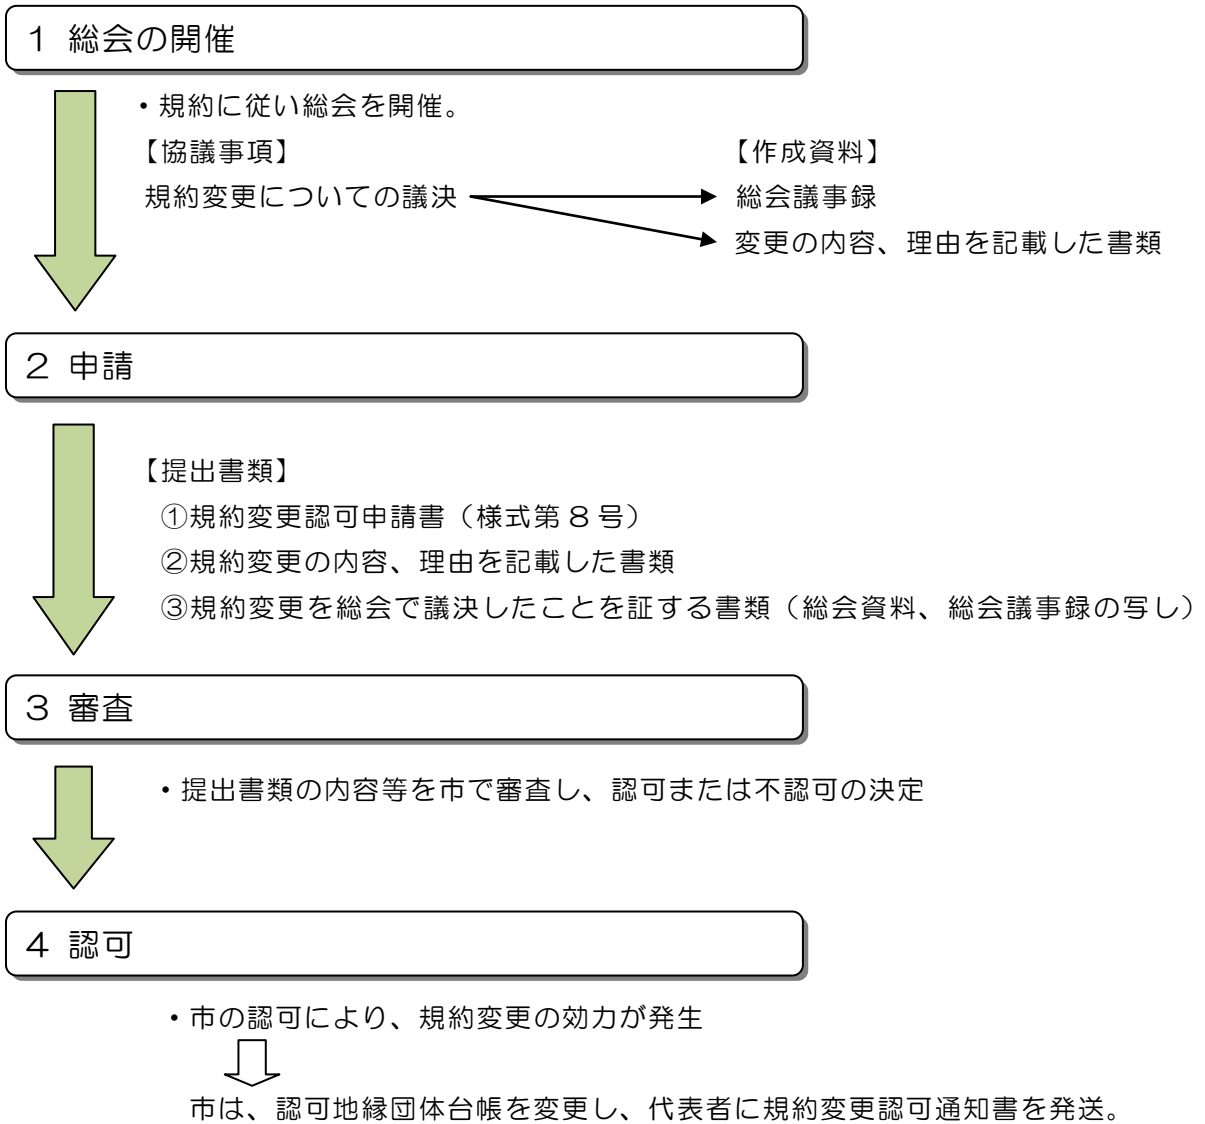 1 総会の開催
・規約に従い総会を開催。
【協議事項】 【作成資料】
規約変更についての議決 総会議事録
変更の内容、理由を記載した書類
2 申請
【提出書類】
①規約変更認可申請書（様式第8号）
②規約変更の内容、理由を記載した書類
③規約変更を総会で議決したことを証する書類（総会資料、総会議事録の写し）
3 審査
・提出書類の内容等を市で審査し、認可または不認可の決定
4 認可
・市の認可により、規約変更の効力が発生
市は、認可地縁団体台帳を変更し、代表者に規約変更認可通知書を発送。